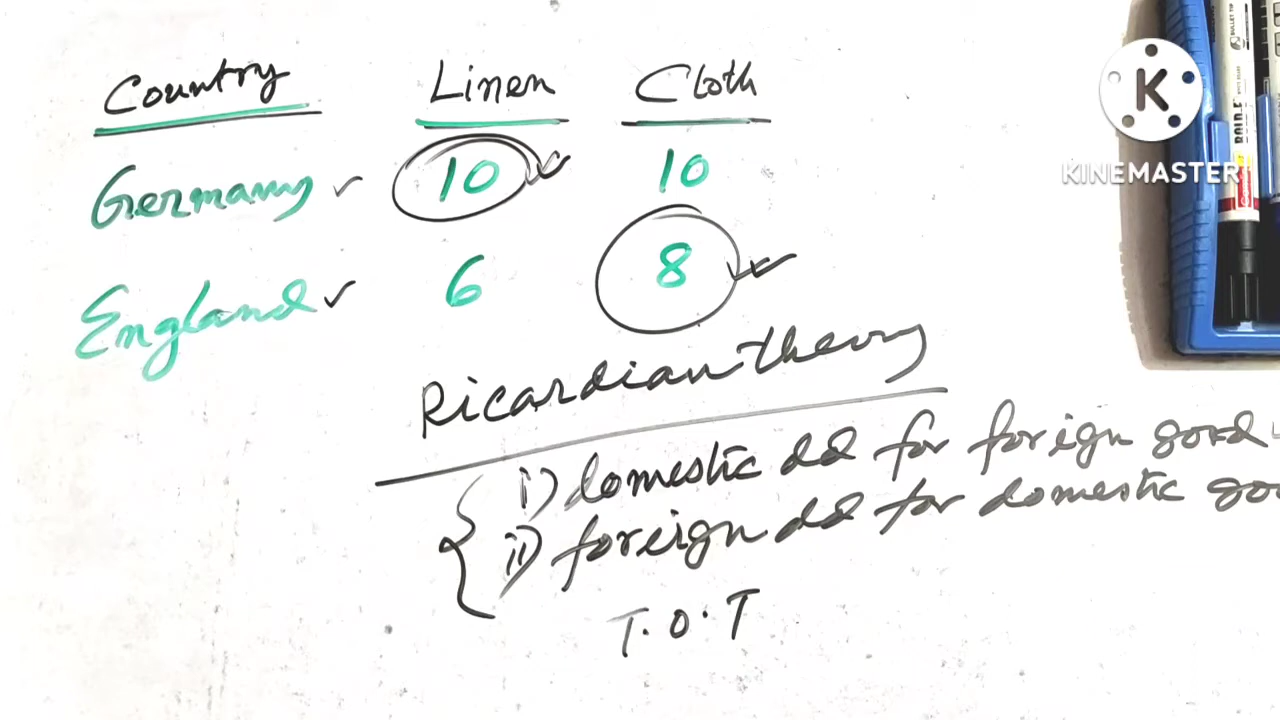 Country Linen Cloth
Germany 10 10
England 6 8
Ricardian Theory
i) domestic dd for foreign good
ii) foreign dd for domestic goo
T.O.T
K
KINEMASTER
BOLD-E